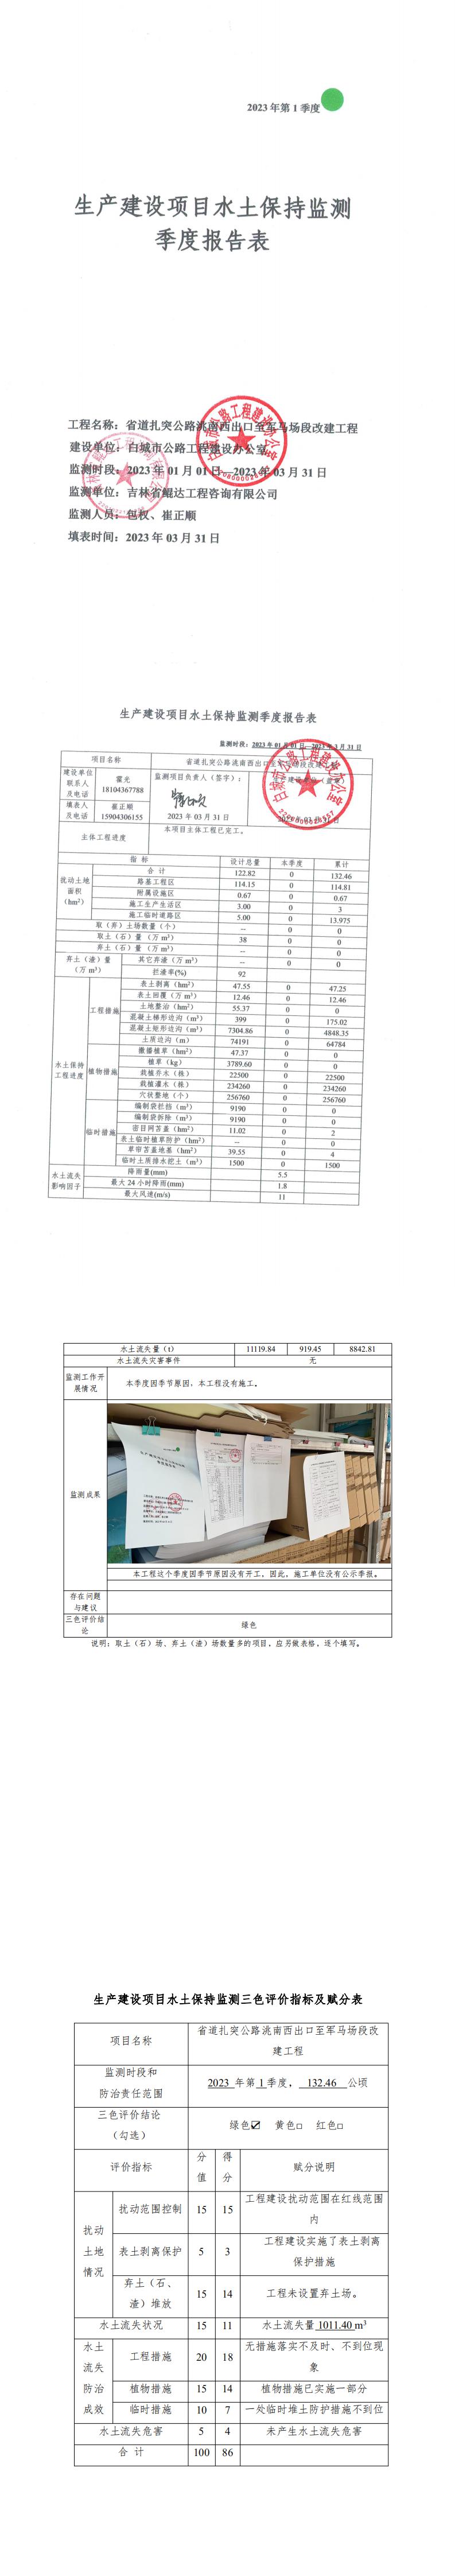 2023 年第 1 季度
生产建设项目水土保持监测
季度报告表
工程名称：省道扎突公路洮南西出口至军马场段改建工程
建设单位：白城市公路工程建设办公室
监测时段：2023 年 01 月 01 日—2023 年 03 月 31 日
监测单位：吉林省鲲达工程咨询有限公司
监测人员：包权、崔正顺
填表时间：2023 年 03 月 31 日
生产建设项目水土保持监测季度报告表
监测时段：2023 年 01 月 01 日—2023 年 3 月 31 日
项目名称 省道扎突公路洮南西出口至军马场段改建工程
建设单位联系人及电话 霍光 18104367788 监测项目负责人（签字）： 2023 年 03 月 31 日
填表人及电话 崔正顺 15904306155
主体工程进度 本项目主体工程已完工。
指 标 设计总量 本季度 累计
扰动土地面积（hm²） 合 计 122.82 0 132.46
路基工程区 114.15 0 114.81
附属设施区 0.67 0 0.67
施工生产生活区 3.00 0 3
施工临时道路区 5.00 0 13.975
取（弃）土场数量（个） -- 0 0
取土（石）量 （万 m³） 38 0 0
弃土（石）量 （万 m³） -- 0 0
弃土（渣）量（万 m³） 其它弃渣（万 m³） -- 0 0
拦渣率(%) 92
水土保持工程进度 工程措施 表土剥离（hm²） 47.55 0 47.25
表土回覆（万 m³） 12.46 0 12.46
土地整治（hm²） 55.37 0 0
混凝土梯形边沟（m³） 399 0 175.02
混凝土矩形边沟（m³） 7304.86 0 4848.35
土质边沟（m） 74191 0 64784
植物措施 撒播植草（hm²） 47.37 0 0
植草（kg） 3789.60 0 0
栽植乔木（株） 22500 0 22500
栽植灌木（株） 234260 0 234260
穴状整地（个） 256760 0 256760
临时措施 编制袋拦挡（m³） 9190 0 0
编制袋拆除（m³） 9190 0 0
密目网苫盖（hm²） 11.02 0 2
表土临时植草防护（hm²） -- 0 0
草帘苫盖地基（hm²） 39.55 0 4
临时土质排水挖土（m³） 1500 0 1500
水土流失影响因子 降雨量(mm) 5.5
最大 24 小时降雨(mm) 1.8
最大风速(m/s) 11
水土流失量（t） 11119.84 919.45 8842.81
水土流失灾害事件 无
监测工作开展情况 本季度因季节原因，本工程没有施工。
监测成果
本工程这个季度因季节原因没有开工，因此，施工单位没有公示季报。
存在问题与建议
三色评价结论 绿色
说明：取土（石）场、弃土（渣）场数量多的项目，应另做表格，逐个填写。
生产建设项目水土保持监测三色评价指标及赋分表
项目名称 省道扎突公路洮南西出口至军马场段改建工程
监测时段和防治责任范围 2023 年第 1 季度， 132.46 公顷
三色评价结论（勾选） 绿色☑ 黄色□ 红色□
评价指标 分值 得分 赋分说明
扰动土地情况 扰动范围控制 15 15 工程建设扰动范围在红线范围内
表土剥离保护 5 3 工程建设实施了表土剥离保护措施
弃土（石、渣）堆放 15 14 工程未设置弃土场。
水土流失状况 15 11 水土流失量 1011.40 m³
水土流失防治成效 工程措施 20 18 无措施落实不及时、不到位现象
植物措施 15 14 植物措施已实施一部分
临时措施 10 7 一处临时堆土防护措施不到位
水土流失危害 5 4 未产生水土流失危害
合 计 100 86